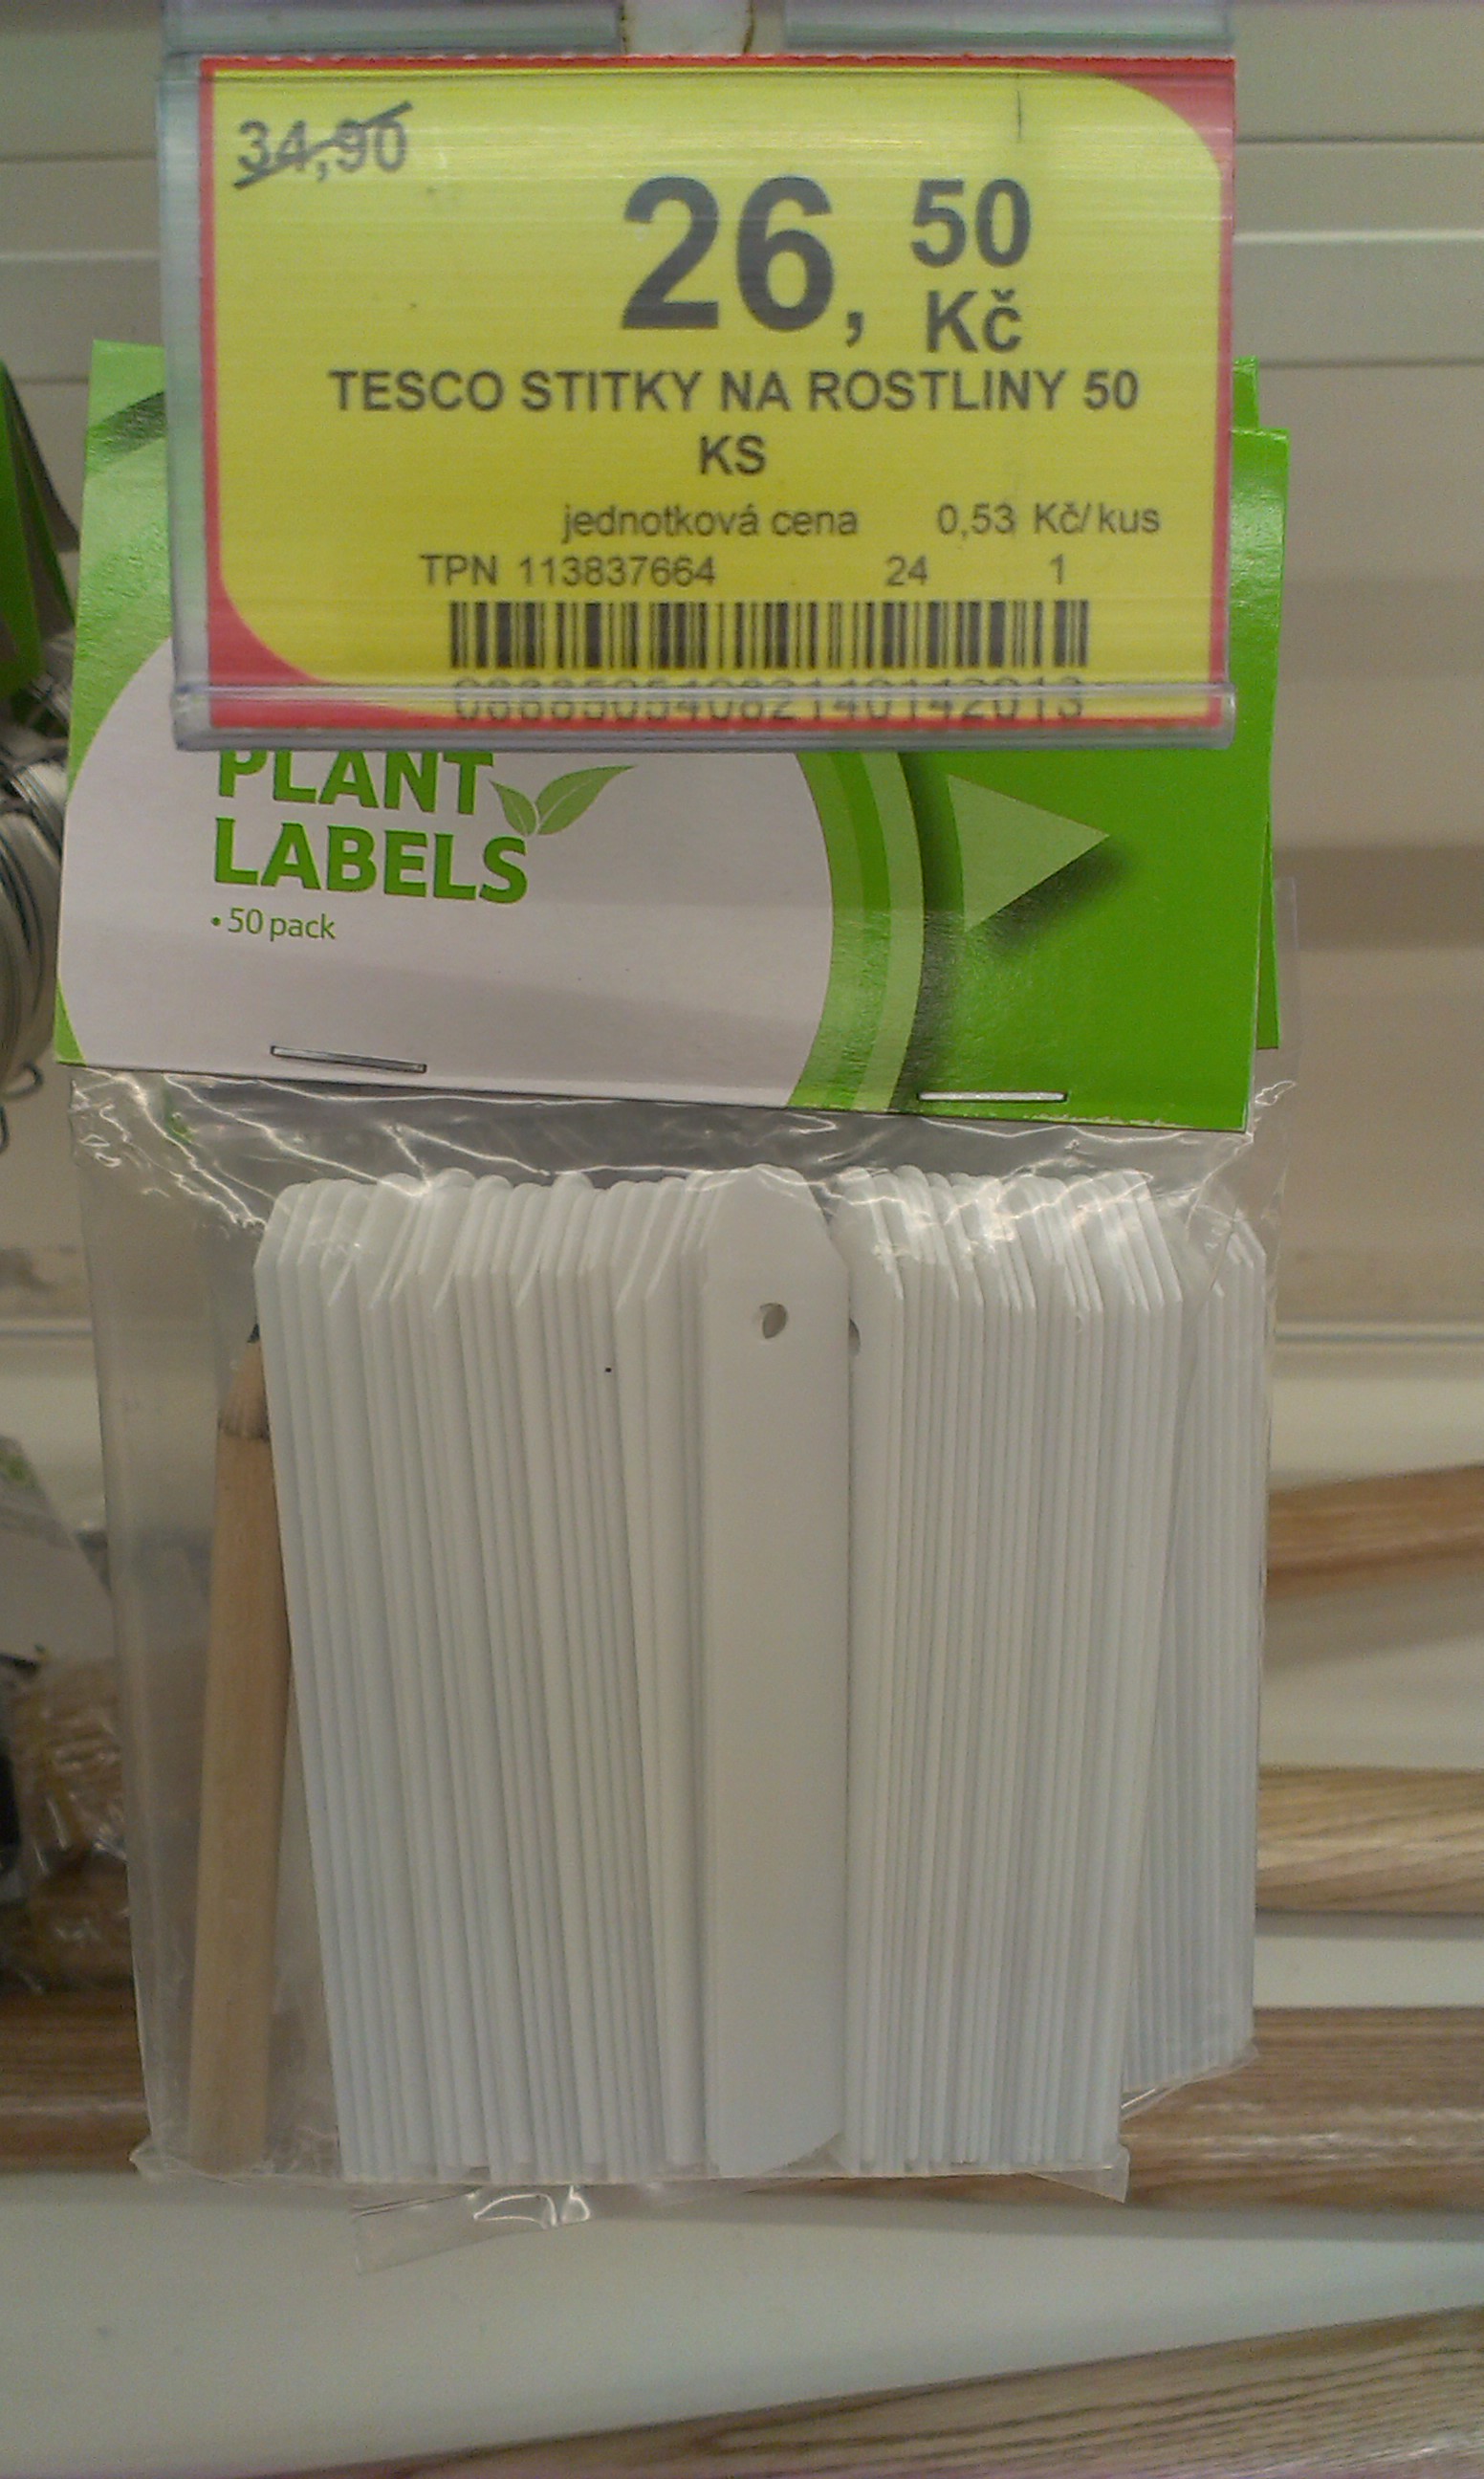 34,90
26,50
Kč
TESCO STITKY NA ROSTLINY 50
KS
jednotková cena 0,53 Kč/kus
TPN 113837664 24 1
PLANT
LABELS
• 50 pack